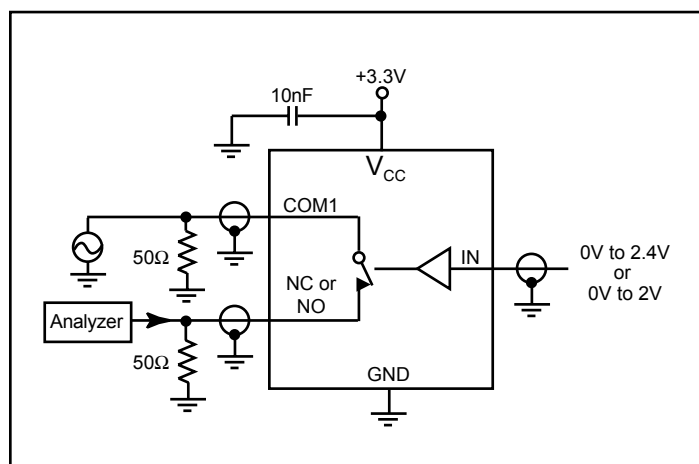 +3.3V
10nF
VCC
COM1
50Ω
IN
0V to 2.4V
or
0V to 2V
NC or
NO
Analyzer
50Ω
GND